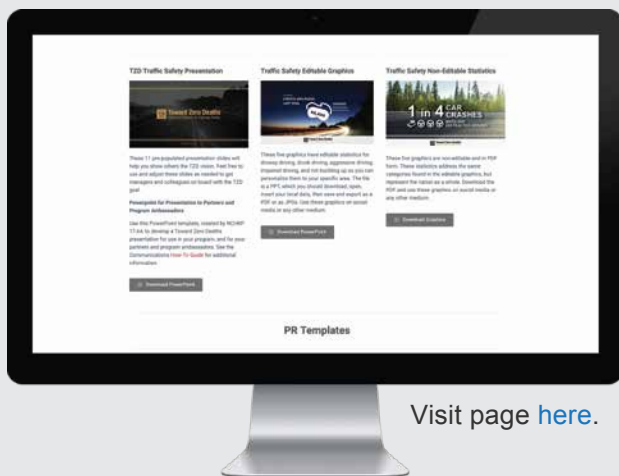 TZD Traffic Safety Presentation
Toward Zero Deaths
These 11 pre-populated presentation slides will
help you show others the TZD vision. Feel free to
use and adjust these slides as needed to get
managers and colleagues on board with the TZD
goal
Powerpoint for Presentation to Partners and
Program Ambassadors
Use this PowerPoint template, created by NCHRP
to develop a Toward Zero Deaths
presentation for use in your program, and for your
partners and program ambassadors. See the
Communications How-To Guide for additional
information.
Download PowerPoint
Traffic Safety Editable Graphics
These five graphics have editable statistics for
drowsy driving, drunk driving, aggressive driving,
impaired driving, and not buckling up so you can
personalize them to your specific area. The file
is a PPT, which you should download, open,
insert your local data, then save and export as a
PDF or as JPGs. Use these graphics on social
media or any other medium.
Download PowerPoint
Traffic Safety Non-Editable Statistics
1 in 4 CAR
CRASHES
These five graphics are non-editable and in PDF
form. These statistics address the same
categories found in the editable graphics, but
represent the nation as a whole. Download the
PDF and use these graphics on social media or
any other medium.
Download Graphics
PR Templates
Visit page here.